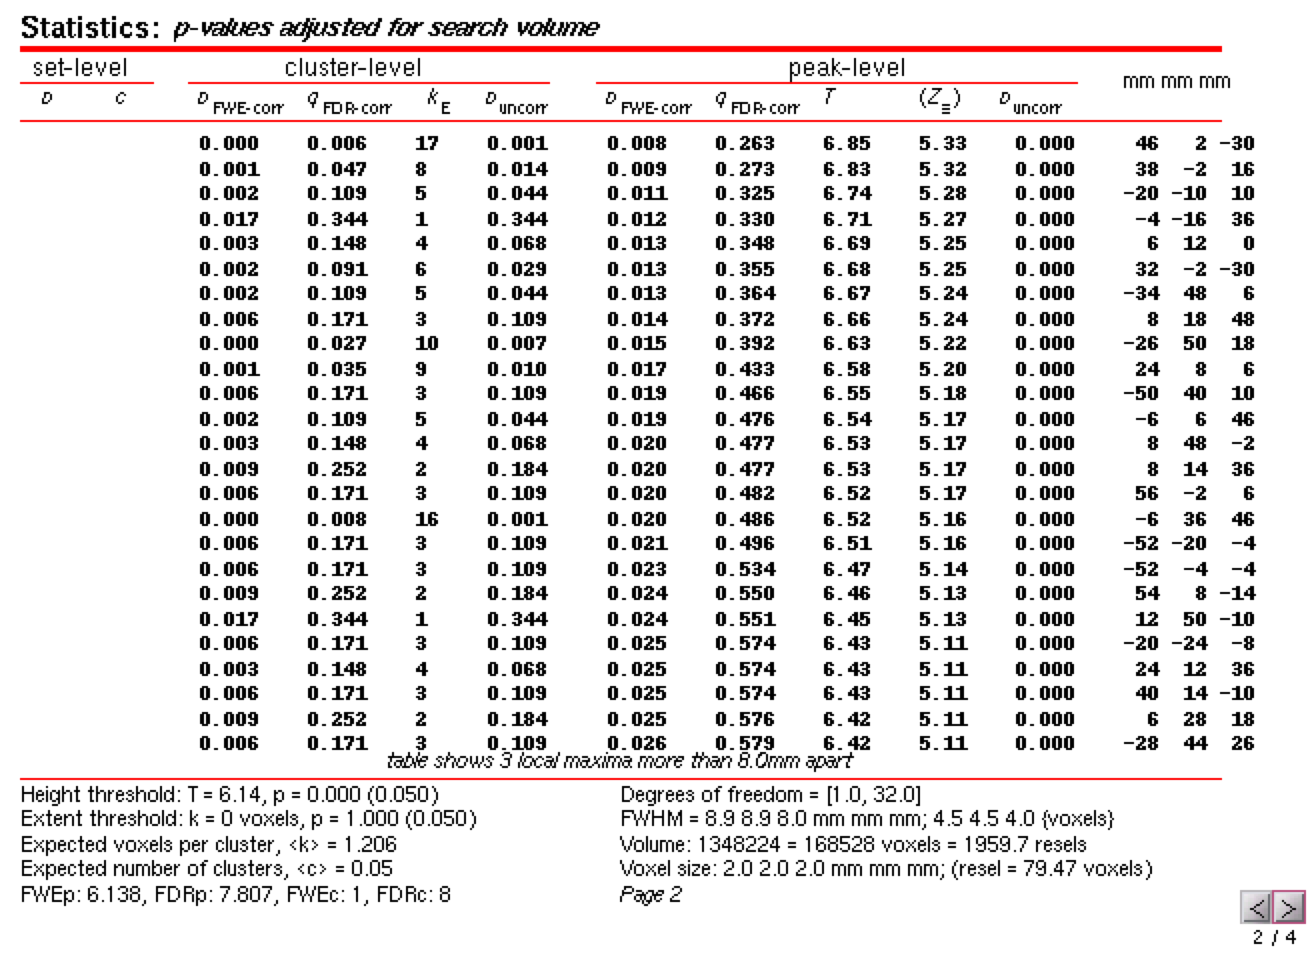 Statistics: p-values adjusted for search volume
set-level cluster-level peak-level mm mm mm
p c p FWE-corr q FDR-corr k E p uncorr p FWE-corr q FDR-corr T (Z≡) p uncorr
0.000 0.006 17 0.001 0.008 0.263 6.85 5.33 0.000 46 2 -30
0.001 0.047 8 0.014 0.009 0.273 6.83 5.32 0.000 38 -2 16
0.002 0.109 5 0.044 0.011 0.325 6.74 5.28 0.000 -20 -10 10
0.017 0.344 1 0.344 0.012 0.330 6.71 5.27 0.000 -4 -16 36
0.003 0.148 4 0.068 0.013 0.348 6.69 5.25 0.000 6 12 0
0.002 0.091 6 0.029 0.013 0.355 6.68 5.25 0.000 32 -2 -30
0.002 0.109 5 0.044 0.013 0.364 6.67 5.24 0.000 -34 48 6
0.006 0.171 3 0.109 0.014 0.372 6.66 5.24 0.000 8 18 48
0.000 0.027 10 0.007 0.015 0.392 6.63 5.22 0.000 -26 50 18
0.001 0.035 9 0.010 0.017 0.433 6.58 5.20 0.000 24 8 6
0.006 0.171 3 0.109 0.019 0.466 6.55 5.18 0.000 -50 40 10
0.002 0.109 5 0.044 0.019 0.476 6.54 5.17 0.000 -6 6 46
0.003 0.148 4 0.068 0.020 0.477 6.53 5.17 0.000 8 48 -2
0.009 0.252 2 0.184 0.020 0.477 6.53 5.17 0.000 8 14 36
0.006 0.171 3 0.109 0.020 0.482 6.52 5.17 0.000 56 -2 6
0.000 0.008 16 0.001 0.020 0.486 6.52 5.16 0.000 -6 36 46
0.006 0.171 3 0.109 0.021 0.496 6.51 5.16 0.000 -52 -20 -4
0.006 0.171 3 0.109 0.023 0.534 6.47 5.14 0.000 -52 -4 -4
0.009 0.252 2 0.184 0.024 0.550 6.46 5.13 0.000 54 8 -14
0.017 0.344 1 0.344 0.024 0.551 6.45 5.13 0.000 12 50 -10
0.006 0.171 3 0.109 0.025 0.574 6.43 5.11 0.000 -20 -24 -8
0.003 0.148 4 0.068 0.025 0.574 6.43 5.11 0.000 24 12 36
0.006 0.171 3 0.109 0.025 0.574 6.43 5.11 0.000 40 14 -10
0.009 0.252 2 0.184 0.025 0.576 6.42 5.11 0.000 6 28 18
0.006 0.171 3 0.109 0.026 0.579 6.42 5.11 0.000 -28 44 26
table shows 3 local maxima more than 8.0mm apart
Height threshold: T = 6.14, p = 0.000 (0.050)
Extent threshold: k = 0 voxels, p = 1.000 (0.050)
Expected voxels per cluster, <k> = 1.206
Expected number of clusters, <c> = 0.05
FWEp: 6.138, FDRp: 7.807, FWEc: 1, FDRc: 8
Degrees of freedom = [1.0, 32.0]
FWHM = 8.9 8.9 8.0 mm mm mm; 4.5 4.5 4.0 {voxels}
Volume: 1348224 = 168528 voxels = 1959.7 resels
Voxel size: 2.0 2.0 2.0 mm mm mm; (resel = 79.47 voxels)
Page 2
< >
2 / 4